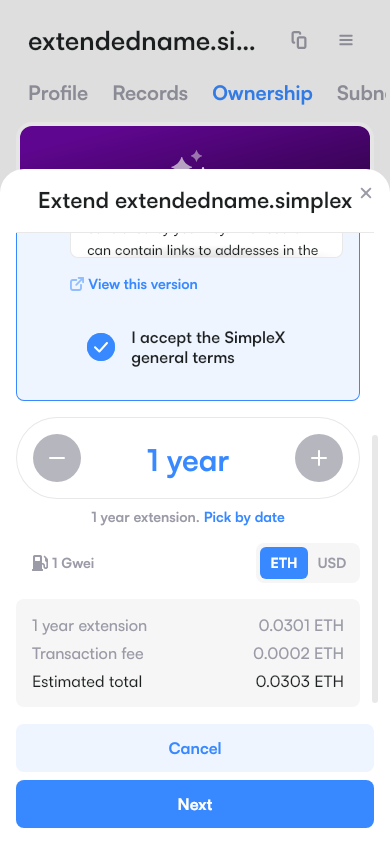 extendedname.si...
Profile Records Ownership Subn
Extend extendedname.simplex
can contain links to addresses in the
View this version
I accept the SimpleX
general terms
1 year
1 year extension. Pick by date
1 Gwei
ETH USD
1 year extension 0.0301 ETH
Transaction fee 0.0002 ETH
Estimated total 0.0303 ETH
Cancel
Next